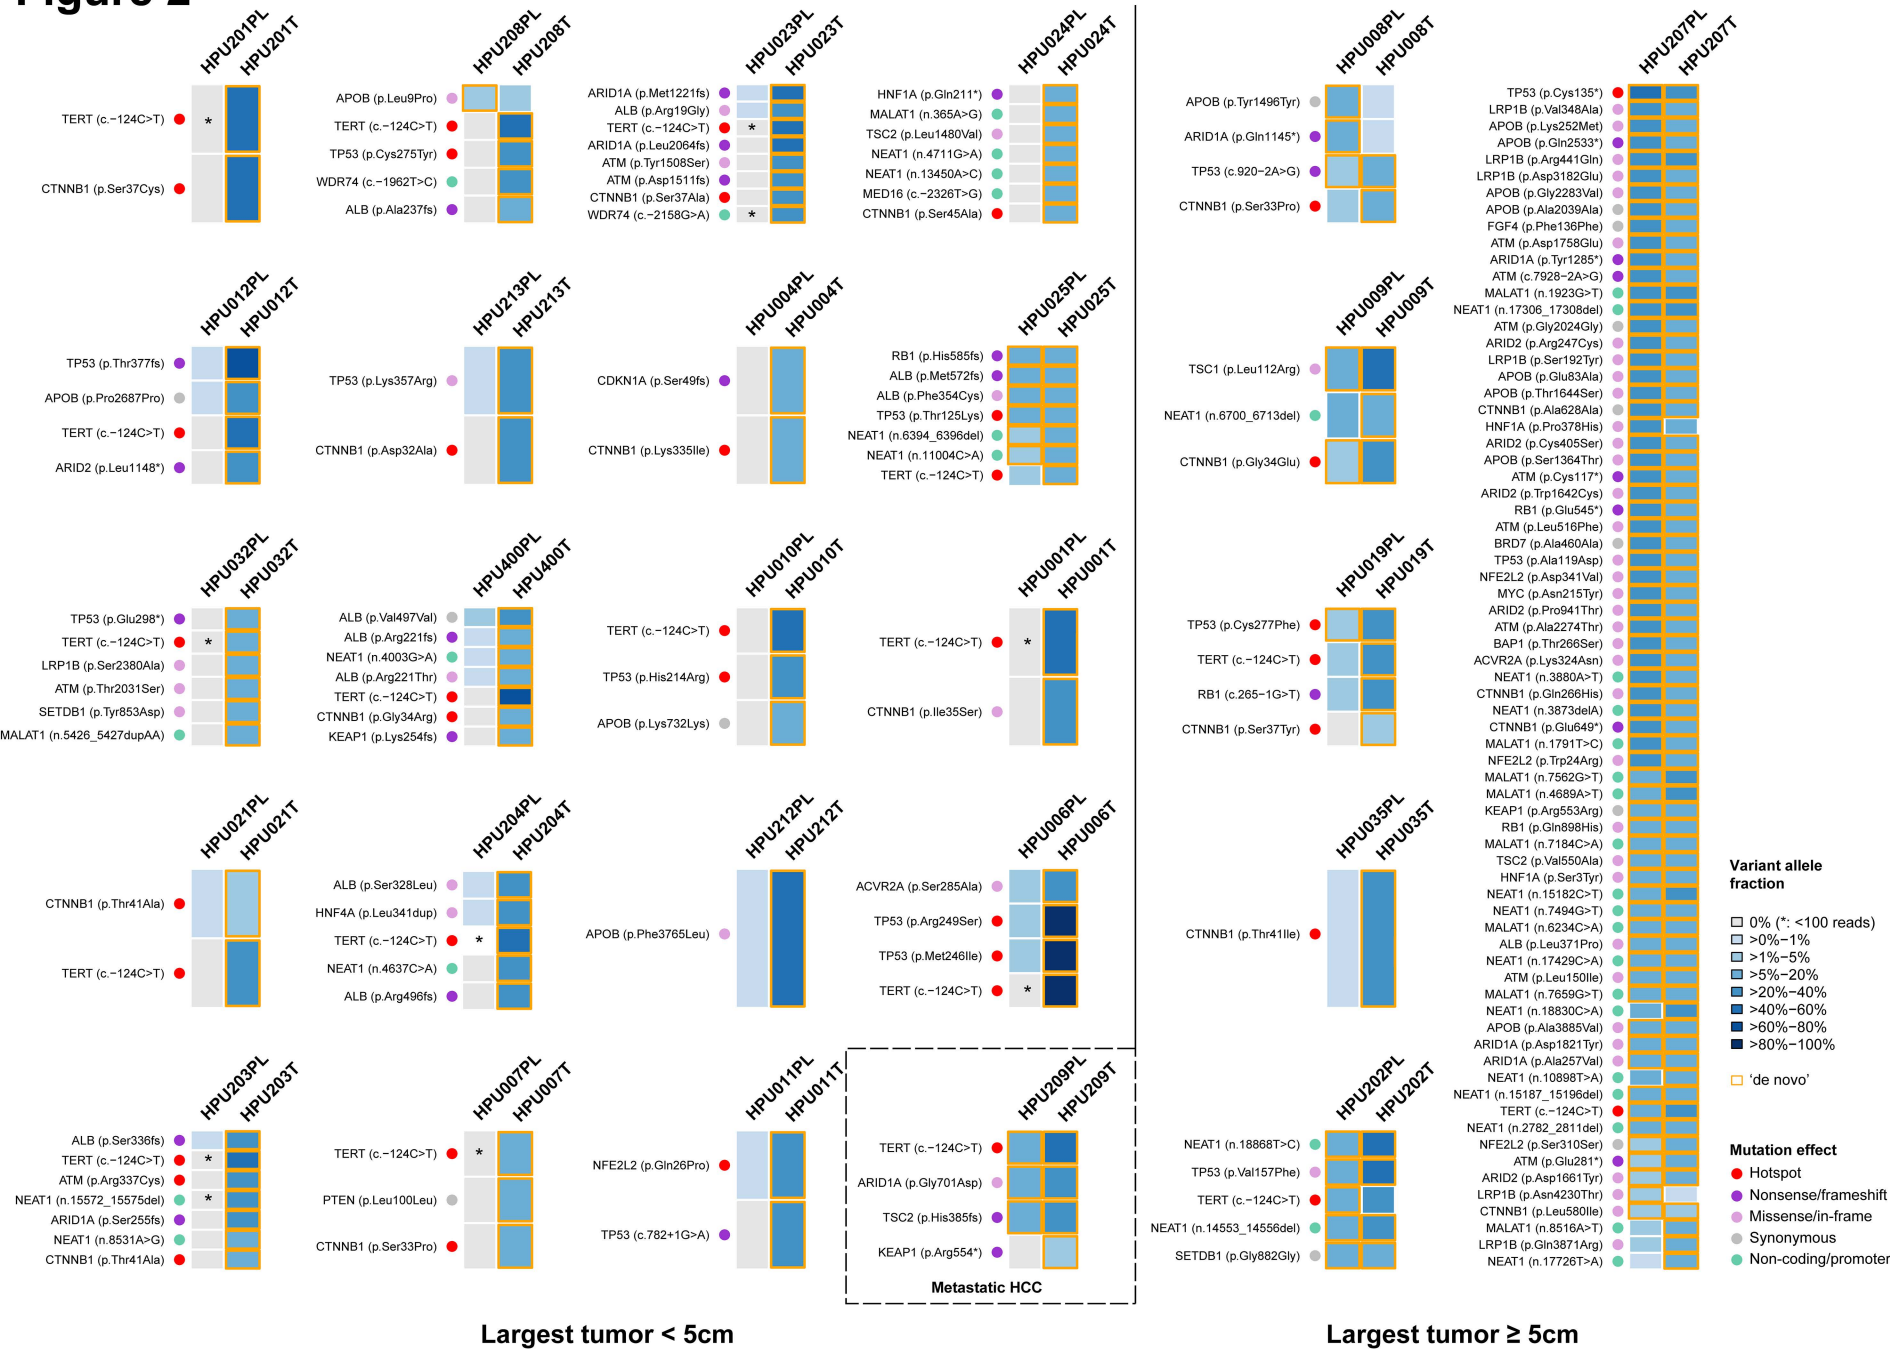 Figure 2
HPU201PL
HPU201T
TERT (c.−124C>T)
*
CTNNB1 (p.Ser37Cys)
HPU208PL
HPU208T
APOB (p.Leu9Pro)
TERT (c.−124C>T)
TP53 (p.Cys275Tyr)
WDR74 (c.−1962T>C)
ALB (p.Ala237fs)
HPU023PL
HPU023T
ARID1A (p.Met1221fs)
ALB (p.Arg19Gly)
TERT (c.−124C>T)
*
ARID1A (p.Leu2064fs)
ATM (p.Tyr1508Ser)
ATM (p.Asp1511fs)
CTNNB1 (p.Ser37Ala)
WDR74 (c.−2158G>A)
*
HPU024PL
HPU024T
HNF1A (p.Gln211*)
MALAT1 (n.365A>G)
TSC2 (p.Leu1480Val)
NEAT1 (n.4711G>A)
NEAT1 (n.13450A>C)
MED16 (c.−2326T>G)
CTNNB1 (p.Ser45Ala)
HPU012PL
HPU012T
TP53 (p.Thr377fs)
APOB (p.Pro2687Pro)
TERT (c.−124C>T)
ARID2 (p.Leu1148*)
HPU213PL
HPU213T
TP53 (p.Lys357Arg)
CTNNB1 (p.Asp32Ala)
HPU004PL
HPU004T
CDKN1A (p.Ser49fs)
CTNNB1 (p.Lys335Ile)
HPU025PL
HPU025T
RB1 (p.His585fs)
ALB (p.Met572fs)
ALB (p.Phe354Cys)
TP53 (p.Thr125Lys)
NEAT1 (n.6394_6396del)
NEAT1 (n.11004C>A)
TERT (c.−124C>T)
HPU032PL
HPU032T
TP53 (p.Glu298*)
TERT (c.−124C>T)
*
LRP1B (p.Ser2380Ala)
ATM (p.Thr2031Ser)
SETDB1 (p.Tyr853Asp)
MALAT1 (n.5426_5427dupAA)
HPU400PL
HPU400T
ALB (p.Val497Val)
ALB (p.Arg221fs)
NEAT1 (n.4003G>A)
ALB (p.Arg221Thr)
TERT (c.−124C>T)
CTNNB1 (p.Gly34Arg)
KEAP1 (p.Lys254fs)
HPU010PL
HPU010T
TERT (c.−124C>T)
TP53 (p.His214Arg)
APOB (p.Lys732Lys)
HPU001PL
HPU001T
TERT (c.−124C>T)
*
CTNNB1 (p.Ile35Ser)
HPU021PL
HPU021T
CTNNB1 (p.Thr41Ala)
TERT (c.−124C>T)
HPU204PL
HPU204T
ALB (p.Ser328Leu)
HNF4A (p.Leu341dup)
TERT (c.−124C>T)
*
NEAT1 (n.4637C>A)
ALB (p.Arg496fs)
HPU212PL
HPU212T
APOB (p.Phe3765Leu)
HPU006PL
HPU006T
ACVR2A (p.Ser285Ala)
TP53 (p.Arg249Ser)
TP53 (p.Met246Ile)
TERT (c.−124C>T)
*
HPU203PL
HPU203T
ALB (p.Ser336fs)
TERT (c.−124C>T)
*
ATM (p.Arg337Cys)
NEAT1 (n.15572_15575del)
*
ARID1A (p.Ser255fs)
NEAT1 (n.8531A>G)
CTNNB1 (p.Thr41Ala)
HPU007PL
HPU007T
TERT (c.−124C>T)
*
PTEN (p.Leu100Leu)
CTNNB1 (p.Ser33Pro)
HPU011PL
HPU011T
NFE2L2 (p.Gln26Pro)
TP53 (c.782+1G>A)
HPU209PL
HPU209T
TERT (c.−124C>T)
ARID1A (p.Gly701Asp)
TSC2 (p.His385fs)
KEAP1 (p.Arg554*)
Metastatic HCC
Largest tumor < 5cm
HPU008PL
HPU008T
APOB (p.Tyr1496Tyr)
ARID1A (p.Gln1145*)
TP53 (c.920−2A>G)
CTNNB1 (p.Ser33Pro)
HPU009PL
HPU009T
TSC1 (p.Leu112Arg)
NEAT1 (n.6700_6713del)
CTNNB1 (p.Gly34Glu)
HPU019PL
HPU019T
TP53 (p.Cys277Phe)
TERT (c.−124C>T)
RB1 (c.265−1G>T)
CTNNB1 (p.Ser37Tyr)
HPU035PL
HPU035T
CTNNB1 (p.Thr41Ile)
HPU202PL
HPU202T
NEAT1 (n.18868T>C)
TP53 (p.Val157Phe)
TERT (c.−124C>T)
NEAT1 (n.14553_14556del)
SETDB1 (p.Gly882Gly)
HPU207PL
HPU207T
TP53 (p.Cys135*)
LRP1B (p.Val348Ala)
APOB (p.Lys252Met)
APOB (p.Gln2533*)
LRP1B (p.Arg441Gln)
LRP1B (p.Asp3182Glu)
APOB (p.Gly2283Val)
APOB (p.Ala2039Ala)
FGF4 (p.Phe136Phe)
ATM (p.Asp1758Glu)
ARID1A (p.Tyr1285*)
ATM (c.7928−2A>G)
MALAT1 (n.1923G>T)
NEAT1 (n.17306_17308del)
ATM (p.Gly2024Gly)
ARID2 (p.Arg247Cys)
LRP1B (p.Ser192Tyr)
APOB (p.Glu83Ala)
APOB (p.Thr1644Ser)
CTNNB1 (p.Ala628Ala)
HNF1A (p.Pro378His)
ARID2 (p.Cys405Ser)
APOB (p.Ser1364Thr)
ATM (p.Cys117*)
ARID2 (p.Trp1642Cys)
RB1 (p.Glu545*)
ATM (p.Leu516Phe)
BRD7 (p.Ala460Ala)
TP53 (p.Ala119Asp)
NFE2L2 (p.Asp341Val)
MYC (p.Asn215Tyr)
ARID2 (p.Pro941Thr)
ATM (p.Ala2274Thr)
BAP1 (p.Thr266Ser)
ACVR2A (p.Lys324Asn)
NEAT1 (n.3880A>T)
CTNNB1 (p.Gln266His)
NEAT1 (n.3873delA)
CTNNB1 (p.Glu649*)
MALAT1 (n.1791T>C)
NFE2L2 (p.Trp24Arg)
MALAT1 (n.7562G>T)
MALAT1 (n.4689A>T)
KEAP1 (p.Arg553Arg)
RB1 (p.Gln898His)
MALAT1 (n.7184C>A)
TSC2 (p.Val550Ala)
HNF1A (p.Ser3Tyr)
NEAT1 (n.15182C>T)
NEAT1 (n.7494G>T)
MALAT1 (n.6234C>A)
ALB (p.Leu371Pro)
NEAT1 (n.17429C>A)
ATM (p.Leu150Ile)
MALAT1 (n.7659G>T)
NEAT1 (n.18830C>A)
APOB (p.Ala3885Val)
ARID1A (p.Asp1821Tyr)
ARID1A (p.Ala257Val)
NEAT1 (n.10898T>A)
NEAT1 (n.15187_15196del)
TERT (c.−124C>T)
NEAT1 (n.2782_2811del)
NFE2L2 (p.Ser310Ser)
ATM (p.Glu281*)
ARID2 (p.Asp1661Tyr)
LRP1B (p.Asn4230Thr)
CTNNB1 (p.Leu580Ile)
MALAT1 (n.8516A>T)
LRP1B (p.Gln3871Arg)
NEAT1 (n.17726T>A)
Largest tumor ≥ 5cm
Variant allele
fraction
0% (*: <100 reads)
>0%−1%
>1%−5%
>5%−20%
>20%−40%
>40%−60%
>60%−80%
>80%−100%
‘de novo’
Mutation effect
Hotspot
Nonsense/frameshift
Missense/in-frame
Synonymous
Non-coding/promoter